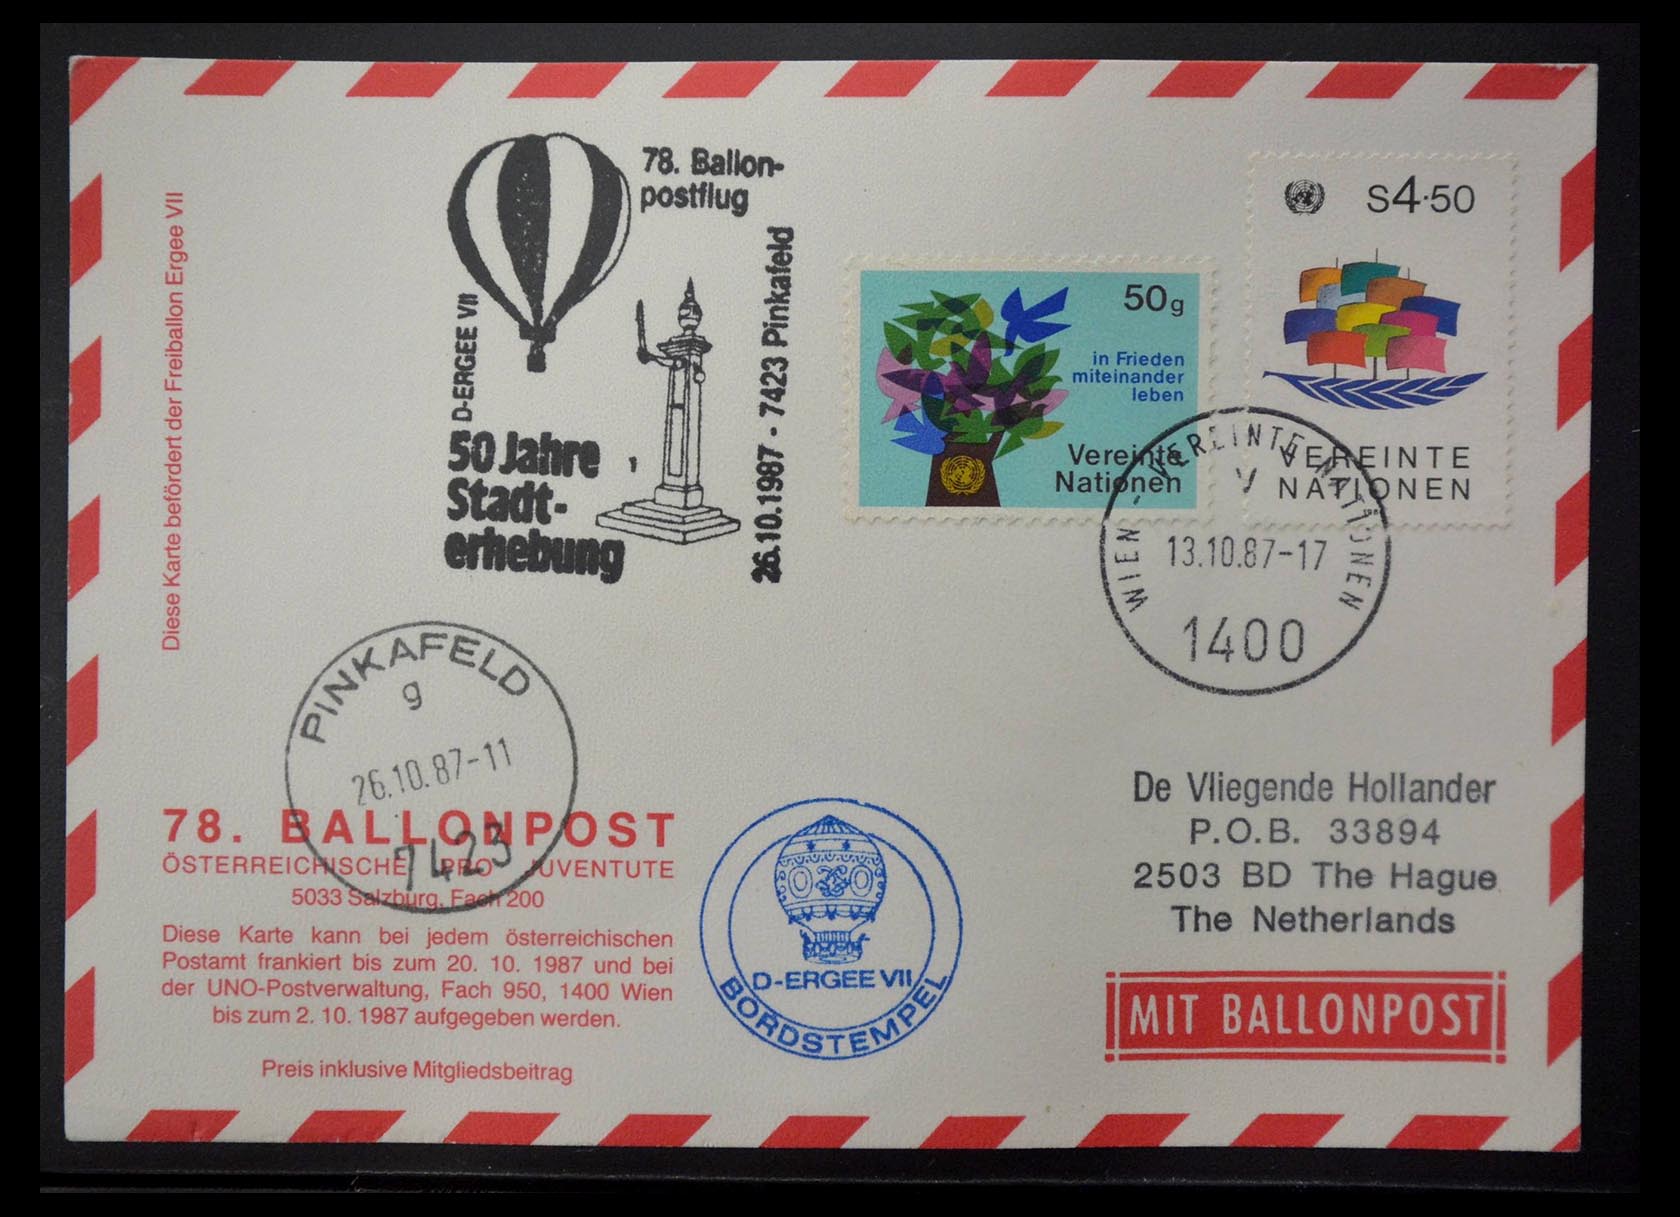 Diese Karte befördert der Freiballon Ergee VII
78. Ballon-
postflug
D-ERGEE VII
50 Jahre
Stadt-
erhebung
26.10.1987 - 7423 Pinkafeld
50g
in Frieden
miteinander
leben
Vereinte
Nationen
S4·50
VEREINTE
NATIONEN
WIEN - VEREINTE NATIONEN
13.10.87-17
1400
PINKAFELD
g
26.10.87-11
7423
78. BALLONPOST
ÖSTERREICHISCHE PRO JUVENTUTE
5033 Salzburg, Fach 200
Diese Karte kann bei jedem österreichischen
Postamt frankiert bis zum 20. 10. 1987 und bei
der UNO-Postverwaltung, Fach 950, 1400 Wien
bis zum 2. 10. 1987 aufgegeben werden.
Preis inklusive Mitgliedsbeitrag
D-ERGEE VII
BORDSTEMPEL
De Vliegende Hollander
P.O.B. 33894
2503 BD The Hague
The Netherlands
MIT BALLONPOST